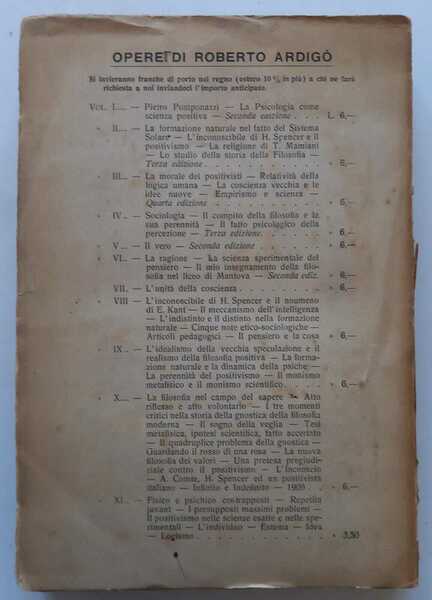 OPERE DI ROBERTO ARDIGÒ
Si invieranno franche di porto nel regno (estero 10 % in più) a chi ne farà
richiesta a noi inviandoci l'importo anticipato.
VOL. I.... — Pietro Pomponazzi — La Psicologia come
scienza positiva — Seconda edizione . . . . L. 6,—
» II... — La formazione naturale nel fatto del Sistema
Solare — L'inconoscibile di H. Spencer e il
positivismo — La religione di T. Mamiani
— Lo studio della storia della Filosofia —
Terza edizione . . . . . . . . . . » 6,—
» III... — La morale dei positivisti — Relatività della
logica umana — La coscienza vecchia e le
idee nuove — Empirismo e scienza —
Quarta edizione . . . . . . . . . » 6,—
» IV... — Sociologia — Il compito della filosofia e la
sua perennità — Il fatto psicologico della
percezione — Terza edizione. . . . . . » 6,—
» V.... — Il vero — Seconda edizione . . . . . . » 6,—
» VI... — La ragione — La scienza sperimentale del
pensiero — Il mio insegnamento della filo-
sofia nel liceo di Mantova — Seconda ediz. » 6,—
» VII. — L'unità della coscienza . . . . . . . » 6,—
» VIII — L'inconoscibile di H. Spencer e il noumeno
di E. Kant — Il meccanismo dell'intelligenza
— L'indistinto e il distinto nella formazione
naturale — Cinque note etico-sociologiche —
Articoli pedagogici — Il pensiero e la cosa » 6,—
» IX... — L'idealismo della vecchia speculazione e il
realismo della filosofia positiva — La forma-
zione naturale e la dinamica della psiche —
La perennità del positivismo — Il monismo
metafisico e il monismo scientifico. . . . » 6,—
» X.... — La filosofia nel campo del sapere — Atto
riflesso e atto volontario — I tre momenti
critici nella storia della gnostica della filosofia
moderna — Il sogno della veglia — Tesi
metafisica, ipotesi scientifica, fatto accertato
— Il quadruplice problema della gnostica —
Guardando il rosso di una rosa — La nuova
filosofia dei valori — Una pretesa pregiudi-
ziale contro il positivismo — L'inconscio
— A. Comte, H. Spencer ed un positivista
italiano — Infinito e Indefinito — 1909 . . » 6,—
» XI.. — Fisico e psichico contrapposti — Repetita
juvant — I presupposti massimi problemi —
Il positivismo nelle scienze esatte e nelle spe-
rimentali — L'individuo — Estema — Idea
— Logismo . . . . . . . . . . . » 3,50